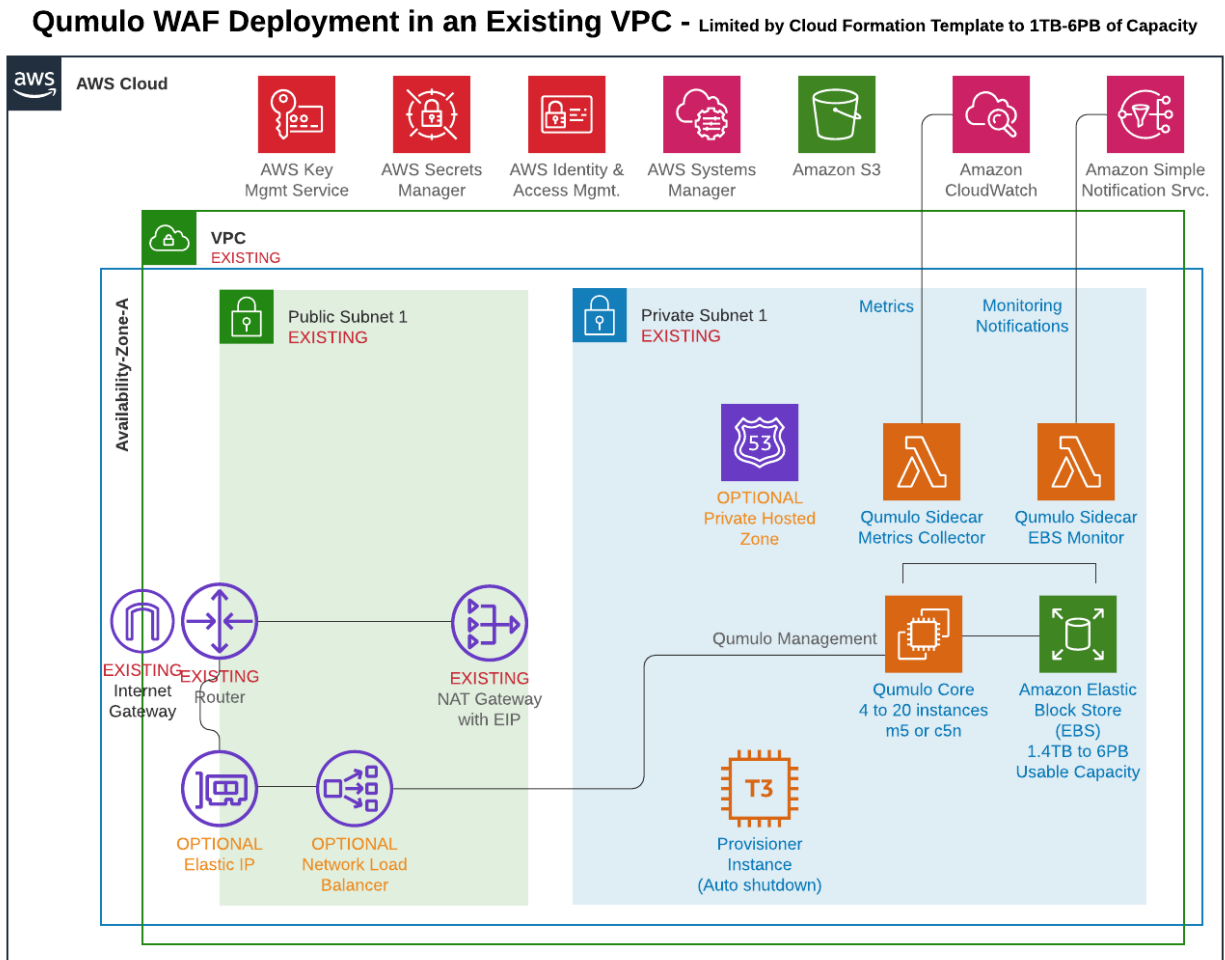 Qumulo WAF Deployment in an Existing VPC - Limited by Cloud Formation Template to 1TB-6PB of Capacity
aws
AWS Cloud
AWS Key
Mgmt Service
AWS Secrets
Manager
AWS Identity &
Access Mgmt.
AWS Systems
Manager
Amazon S3
Amazon
CloudWatch
Amazon Simple
Notification Srvc.
VPC
EXISTING
Availability-Zone-A
Public Subnet 1
EXISTING
Private Subnet 1
EXISTING
Metrics
Monitoring
Notifications
53
OPTIONAL
Private Hosted
Zone
Qumulo Sidecar
Metrics Collector
Qumulo Sidecar
EBS Monitor
EXISTING
Internet
Gateway
EXISTING
Router
EXISTING
NAT Gateway
with EIP
Qumulo Management
Qumulo Core
4 to 20 instances
m5 or c5n
Amazon Elastic
Block Store
(EBS)
1.4TB to 6PB
Usable Capacity
OPTIONAL
Elastic IP
OPTIONAL
Network Load
Balancer
T3
Provisioner
Instance
(Auto shutdown)